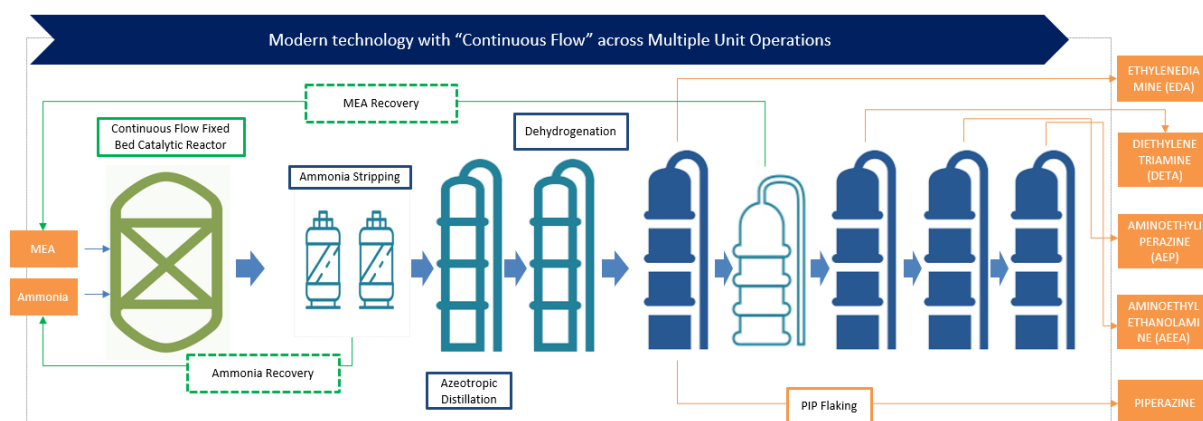 Modern technology with “Continuous Flow” across Multiple Unit Operations
ETHYLENEDIA
MINE (EDA)
MEA Recovery
Continuous Flow Fixed
Bed Catalytic Reactor
Dehydrogenation
Ammonia Stripping
DIETHYLENE
TRIAMINE
(DETA)
MEA
AMINOETHYLI
PERAZINE
(AEP)
Ammonia
AMINOETHYL
ETHANOLAMI
NE (AEEA)
Ammonia Recovery
Azeotropic
Distillation
PIP Flaking
PIPERAZINE